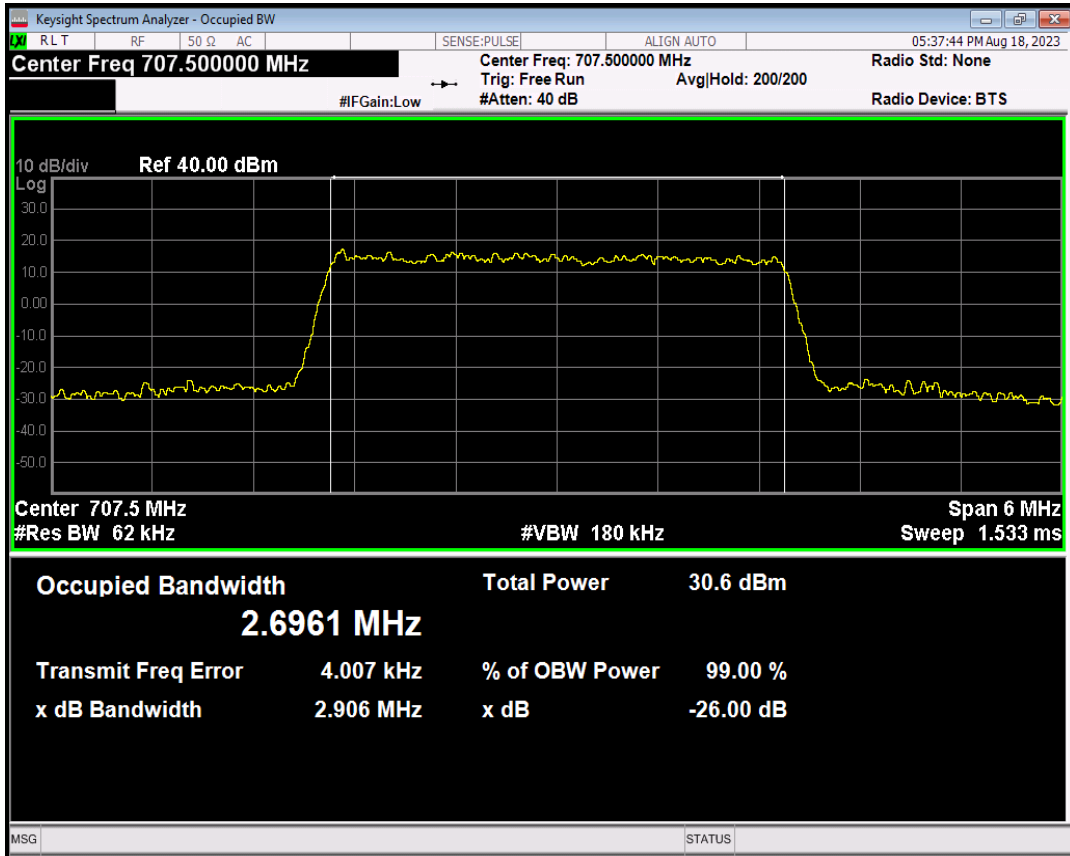 Keysight Spectrum Analyzer - Occupied BW
LXI RLT RF 50 Ω AC SENSE:PULSE ALIGN AUTO 05:37:44 PM Aug 18, 2023
Center Freq 707.500000 MHz Center Freq: 707.500000 MHz Radio Std: None
Trig: Free Run Avg|Hold: 200/200
#IFGain:Low #Atten: 40 dB Radio Device: BTS
10 dB/div Ref 40.00 dBm
Log
30.0
20.0
10.0
0.00
-10.0
-20.0
-30.0
-40.0
-50.0
Center 707.5 MHz Span 6 MHz
#Res BW 62 kHz #VBW 180 kHz Sweep 1.533 ms
Occupied Bandwidth Total Power 30.6 dBm
2.6961 MHz
Transmit Freq Error 4.007 kHz % of OBW Power 99.00 %
x dB Bandwidth 2.906 MHz x dB -26.00 dB
MSG STATUS